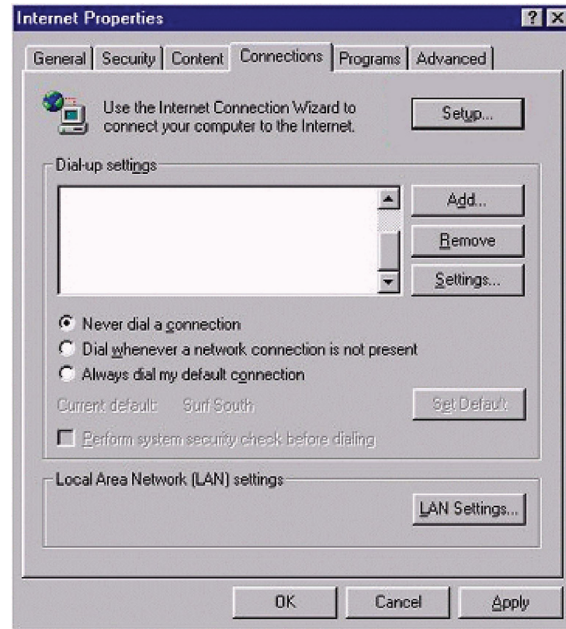 Internet Properties
General Security Content Connections Programs Advanced
Use the Internet Connection Wizard to
connect your computer to the Internet.
Setup...
Dial-up settings
Add...
Remove
Settings...
Never dial a connection
Dial whenever a network connection is not present
Always dial my default connection
Current default: Surf South
Set Default
Perform system security check before dialing
Local Area Network (LAN) settings
LAN Settings...
OK Cancel Apply